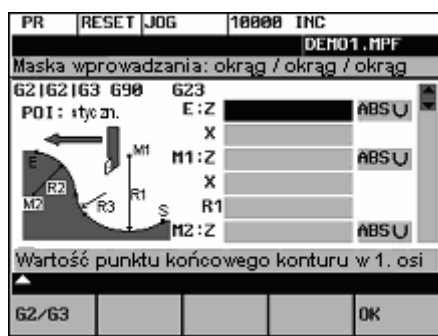 PR RESET JOG 10000 INC
DEMO1.MPF
Maska wprowadzania: okrąg / okrąg / okrąg
G2|G2|G3 G90 G23
POI: styczn. E:Z ABS
X
M1:Z ABS
X
R1
M2:Z ABS
E M1 R2 M2 R3 R1 S
Wartość punktu końcowego konturu w 1. osi
G2/G3 OK